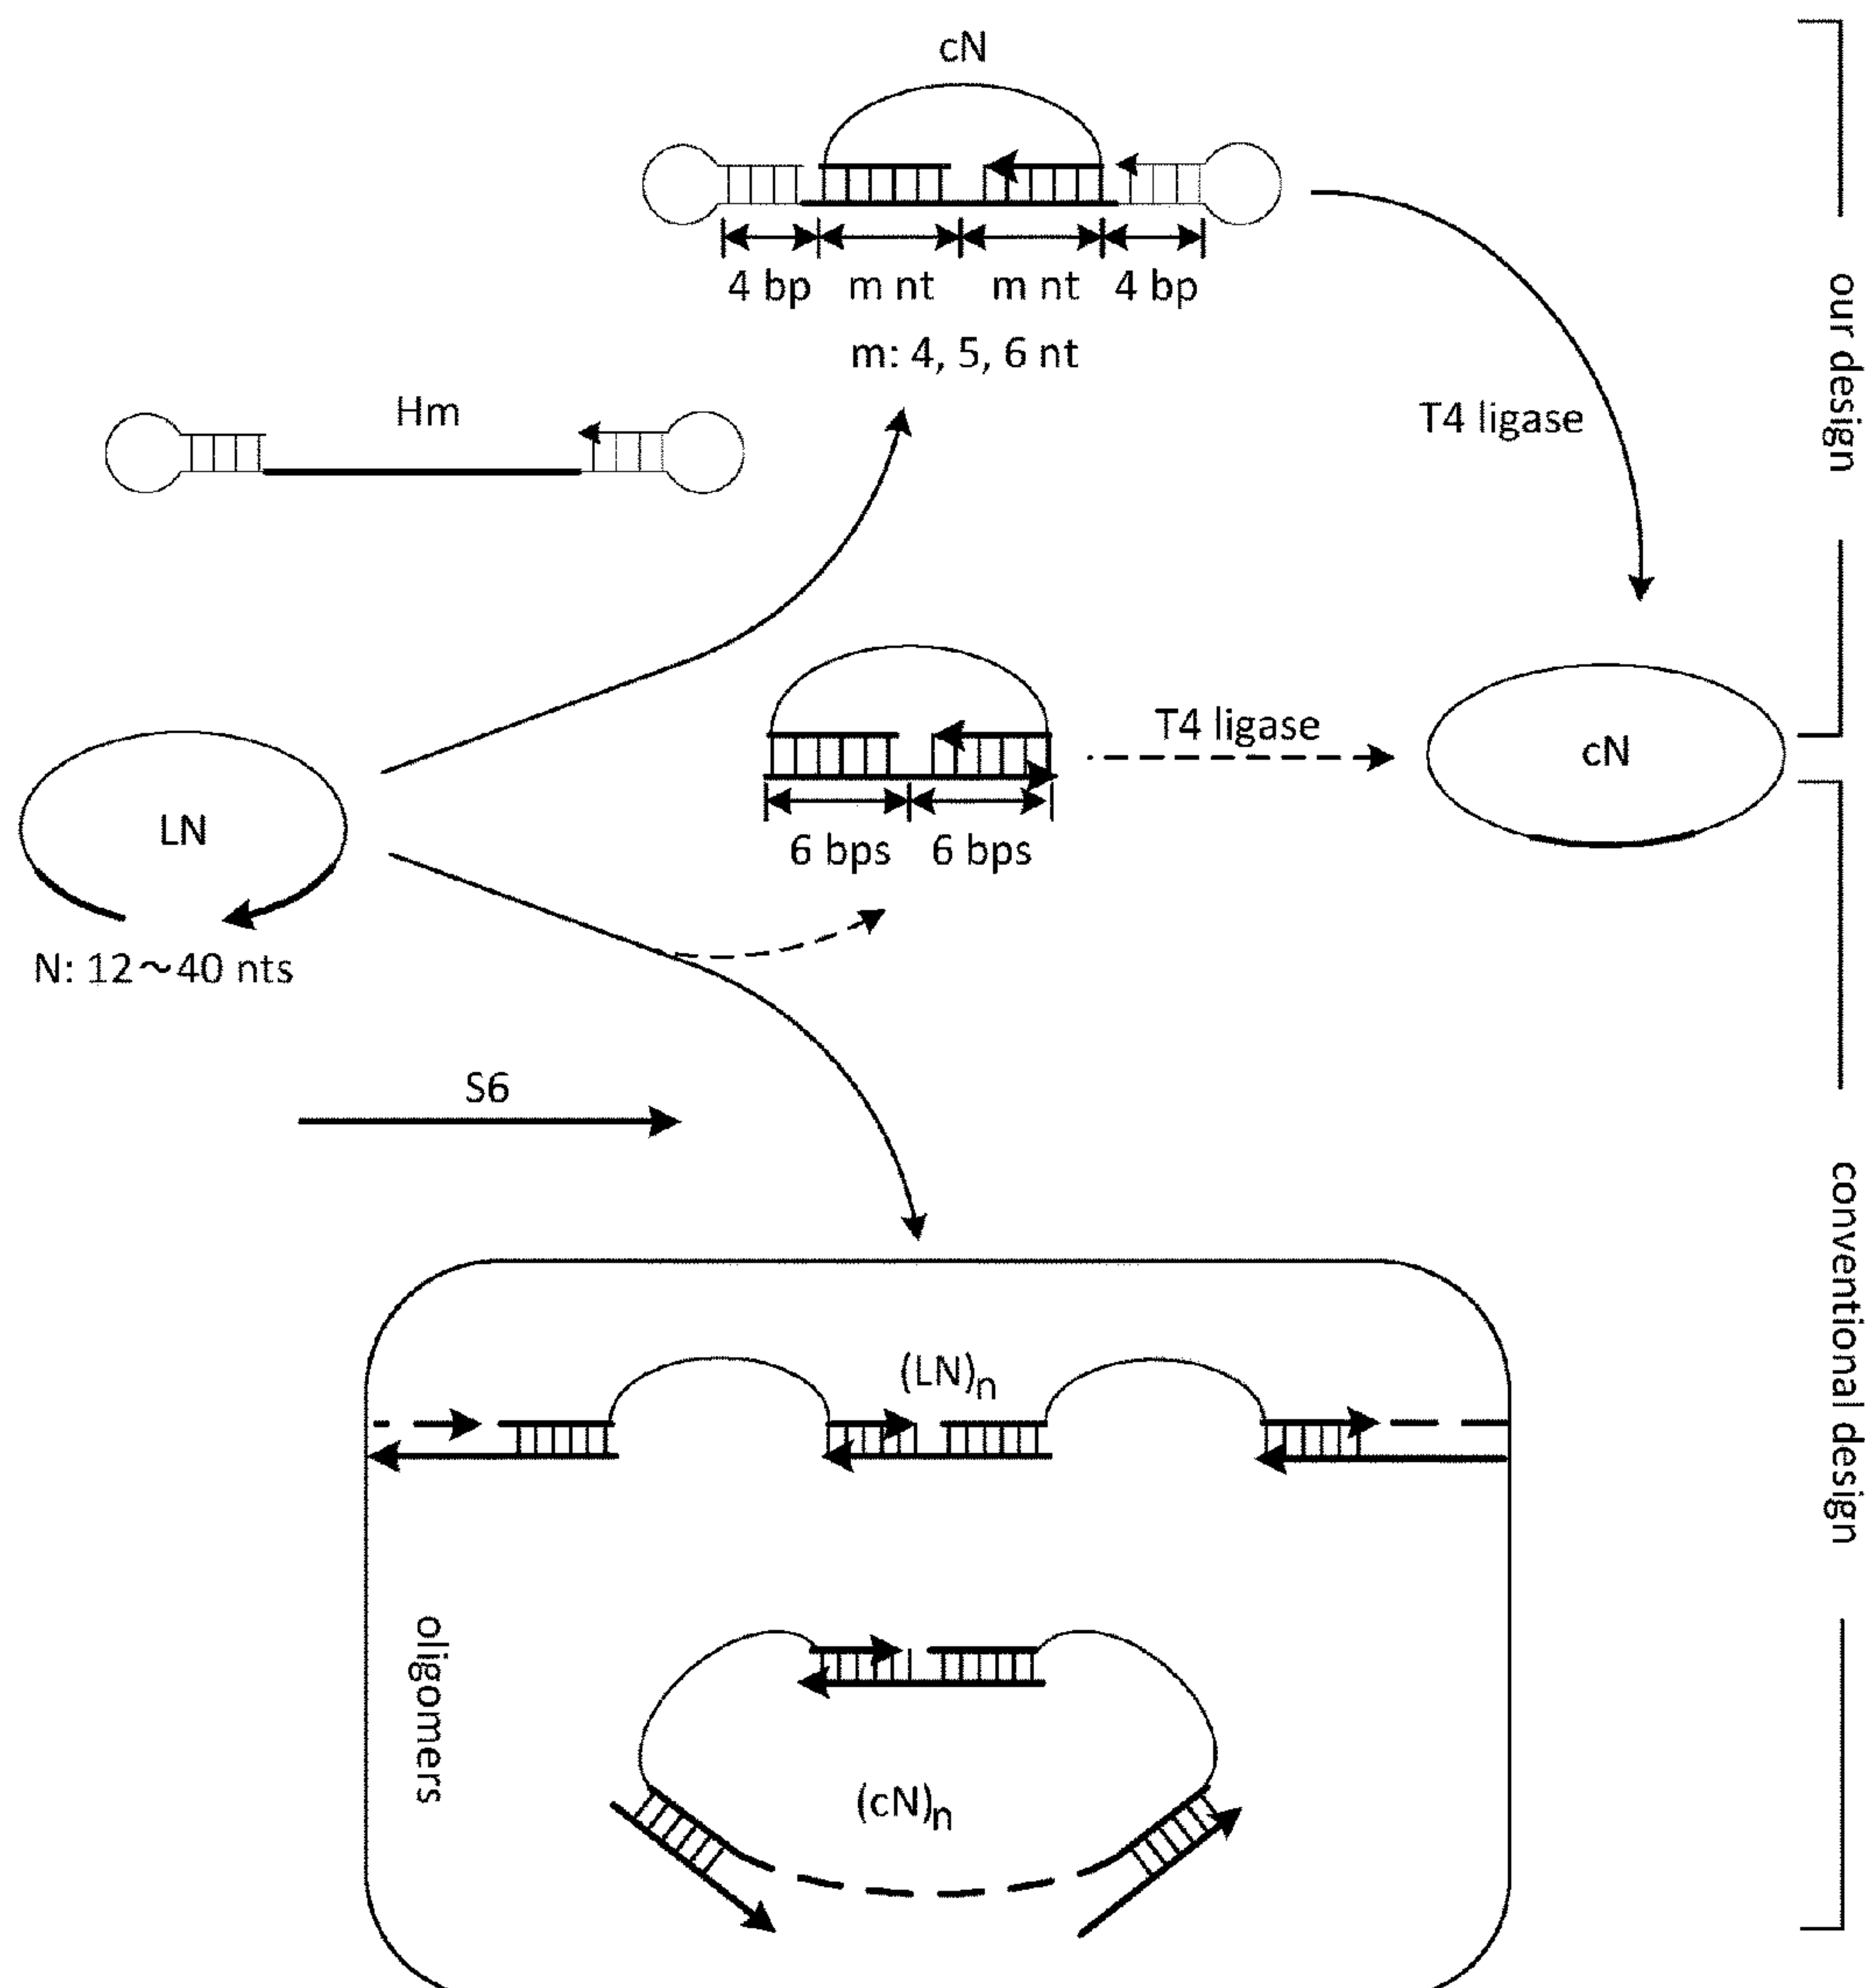 cN
4 bp m nt m nt 4 bp
m: 4, 5, 6 nt
Hm
T4 ligase
our design
T4 ligase
cN
LN
6 bps 6 bps
N: 12~40 nts
S6
conventional design
(LN)n
oligomers
(cN)n